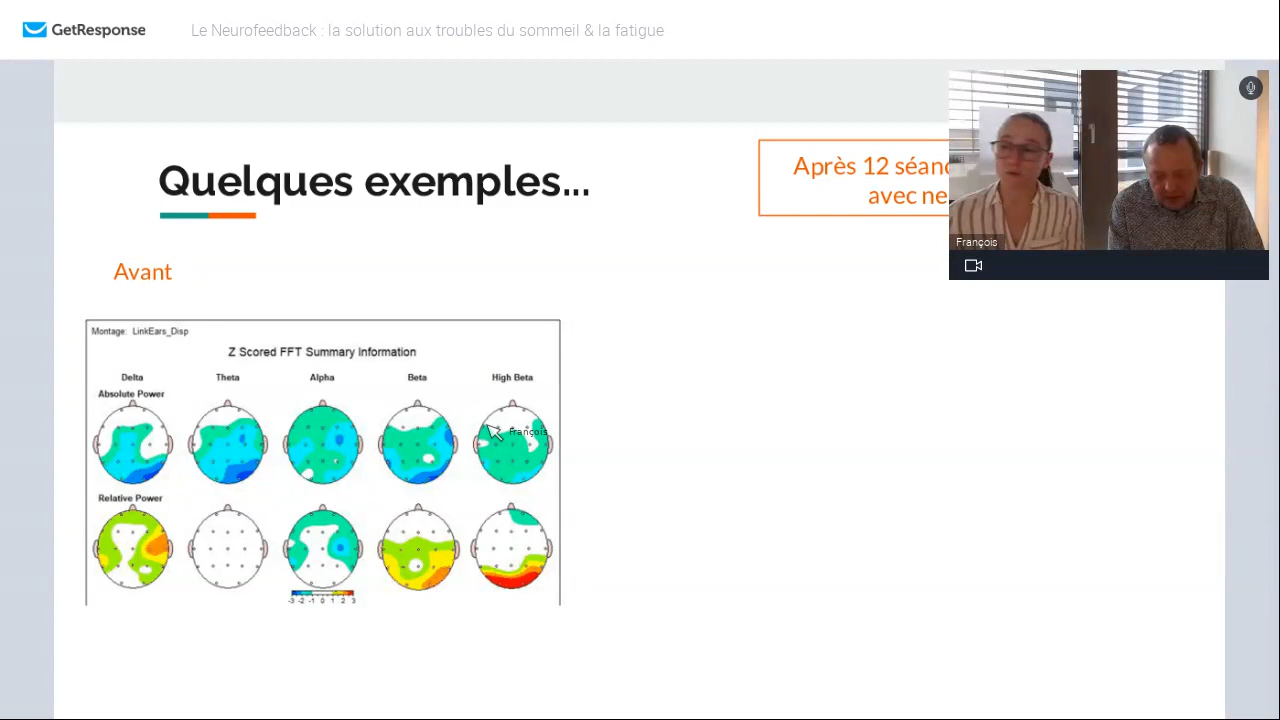 GetResponse
Le Neurofeedback : la solution aux troubles du sommeil & la fatigue
Quelques exemples...
Après 12
avec
François
Avant
Montage: LinkEars_Disp
Z Scored FFT Summary Information
Delta Theta Alpha Beta High Beta
Absolute Power
François
Relative Power
-3 -2 -1 0 1 2 3